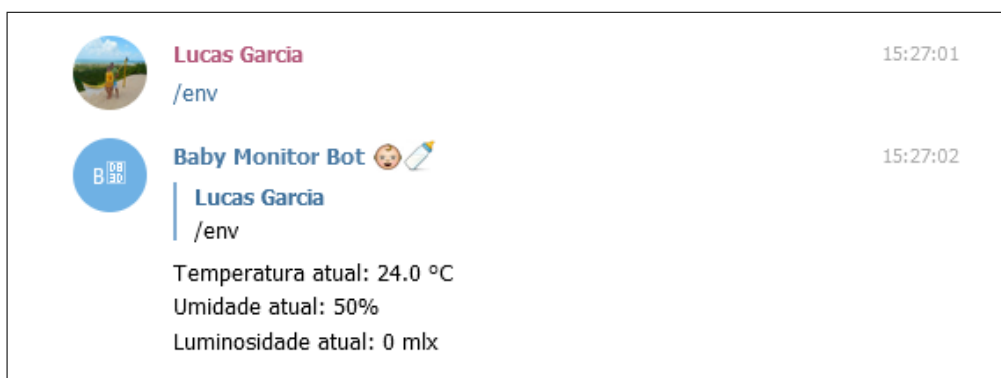 Lucas Garcia 15:27:01
/env
Baby Monitor Bot 👶🍼 15:27:02
B
Lucas Garcia
/env
Temperatura atual: 24.0 ºC
Umidade atual: 50%
Luminosidade atual: 0 mlx